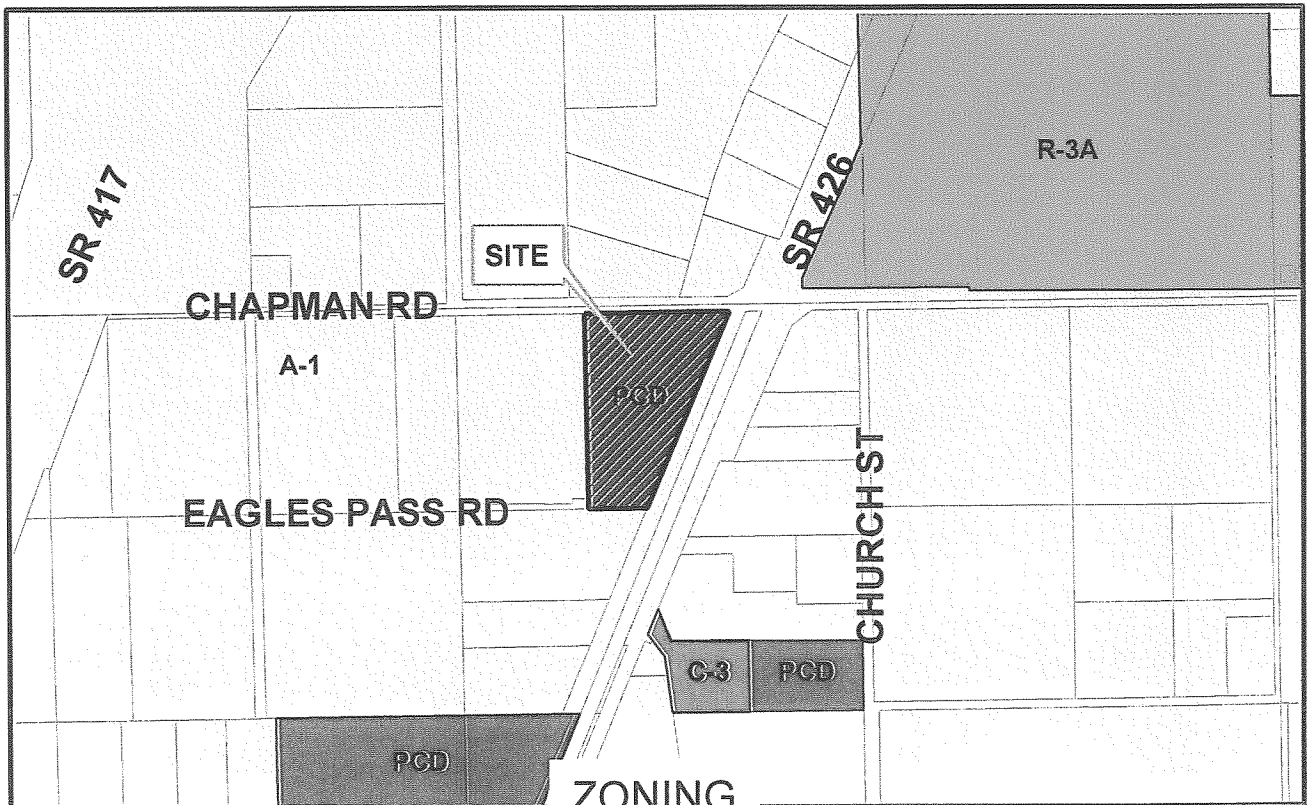 R-3A
SR 417
SR 426
SITE
CHAPMAN RD
A-1
PCD
EAGLES PASS RD
CHURCH ST
C-3
PCD
PCD
ZONING